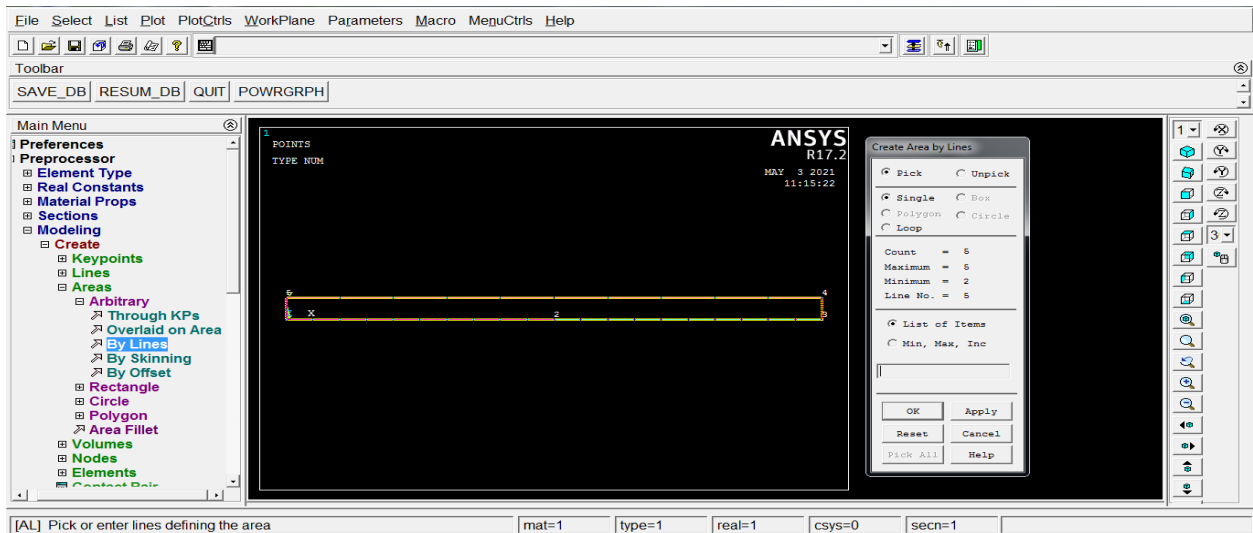 File Select List Plot PlotCtrls WorkPlane Parameters Macro MenuCtrls Help
Toolbar
SAVE_DB RESUM_DB QUIT POWRGRPH
Main Menu
Preferences
Preprocessor
Element Type
Real Constants
Material Props
Sections
Modeling
Create
Keypoints
Lines
Areas
Arbitrary
Through KPs
Overlaid on Area
By Lines
By Skinning
By Offset
Rectangle
Circle
Polygon
Area Fillet
Volumes
Nodes
Elements
Contact Pair
1
POINTS
TYPE NUM
ANSYS
R17.2
MAY 3 2021
11:15:22
5 4
X 2 3
Create Area by Lines
Pick Unpick
Single Box
Polygon Circle
Loop
Count = 5
Maximum = 5
Minimum = 2
Line No. = 5
List of Items
Min, Max, Inc
OK Apply
Reset Cancel
Pick All Help
1
3
[AL] Pick or enter lines defining the area
mat=1 type=1 real=1 csys=0 secn=1